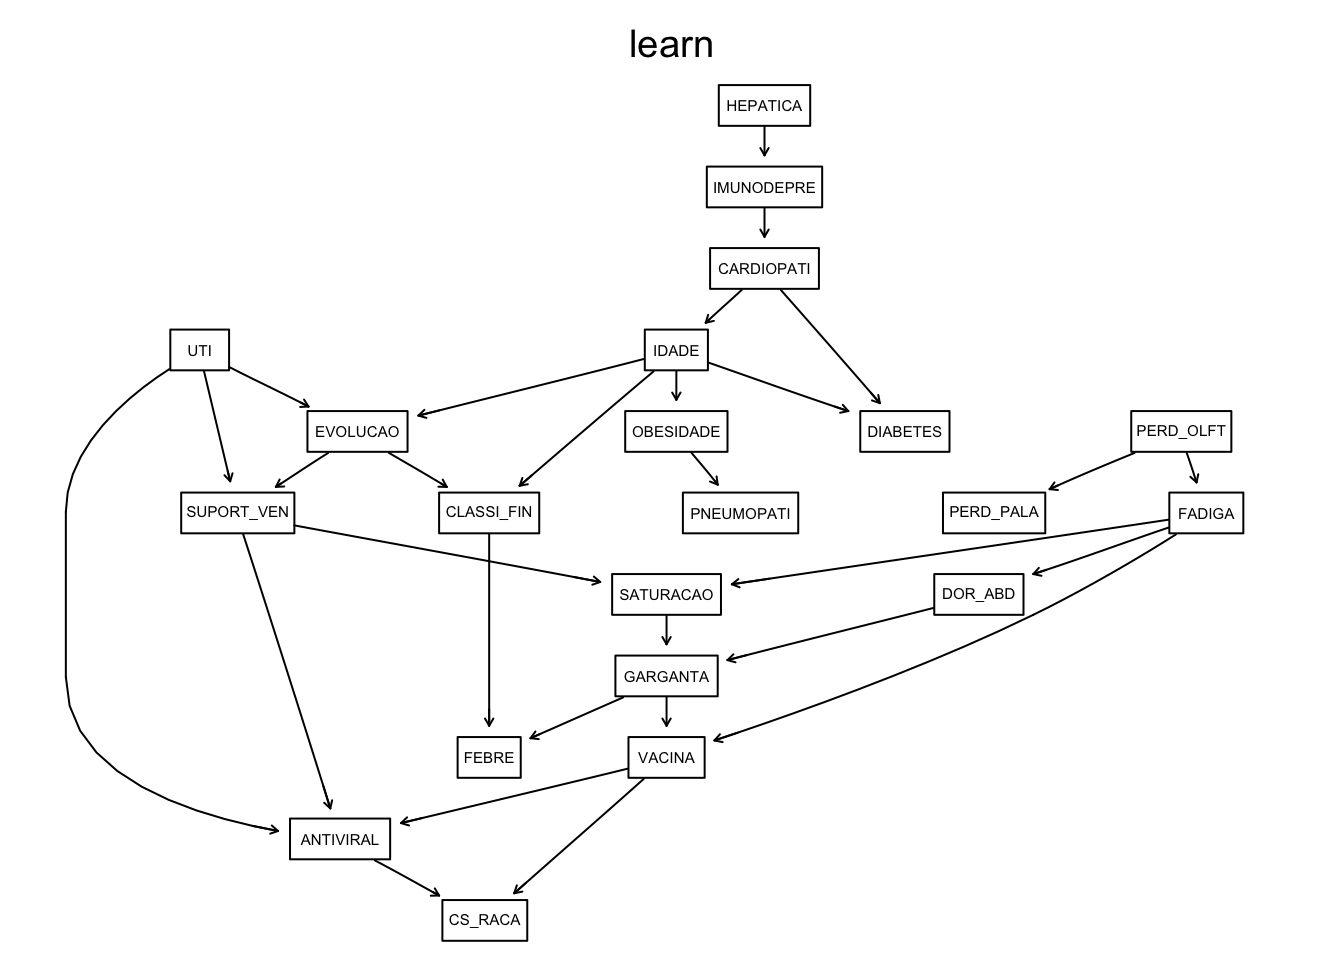 learn
HEPATICA
IMUNODEPRE
CARDIOPATI
UTI
IDADE
EVOLUCAO
OBESIDADE
DIABETES
PERD_OLFT
SUPORT_VEN
CLASSI_FIN
PNEUMOPATI
PERD_PALA
FADIGA
SATURACAO
DOR_ABD
GARGANTA
FEBRE
VACINA
ANTIVIRAL
CS_RACA